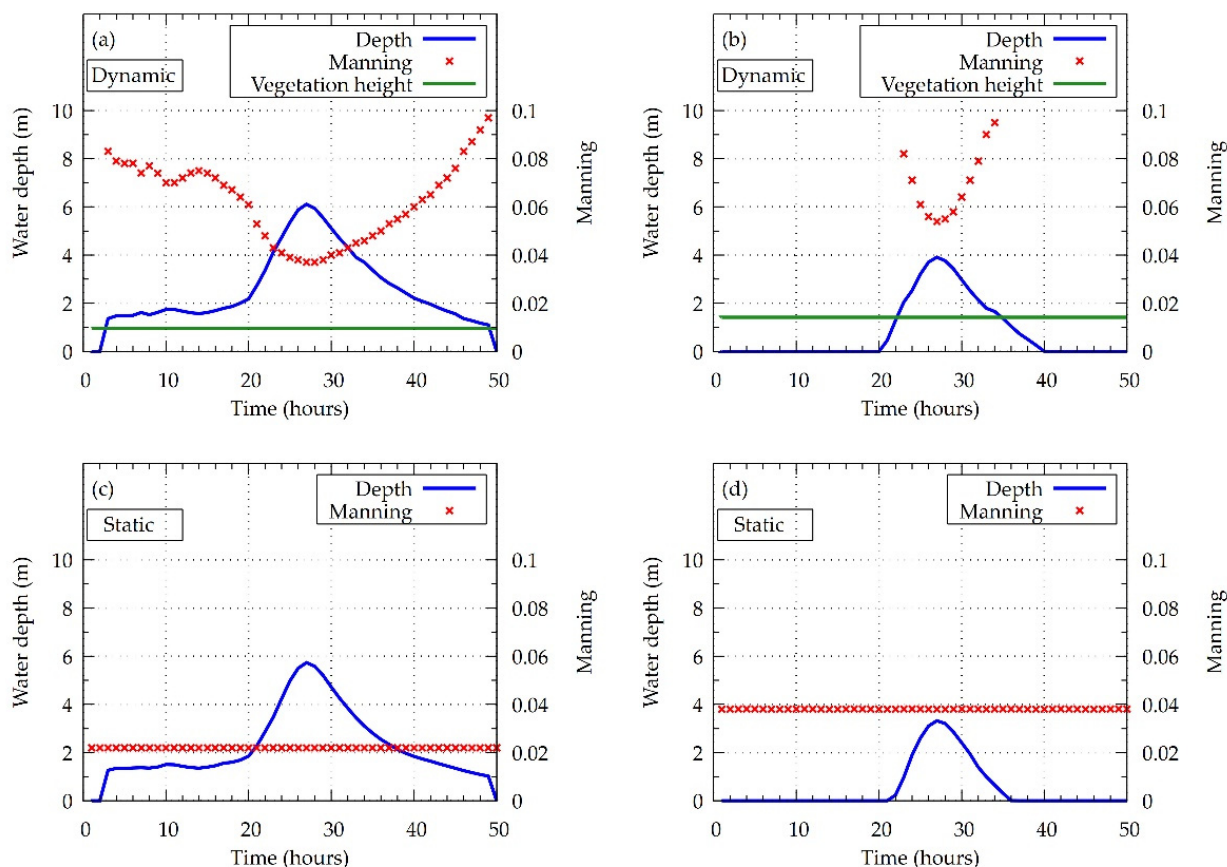 (a)
Depth
Manning
Vegetation height
Dynamic
Water depth (m)
10
8
6
4
2
0
0.1
0.08
0.06
0.04
0.02
0
Manning
0 10 20 30 40 50
Time (hours)
(b)
Depth
Manning
Vegetation height
Dynamic
Water depth (m)
10
8
6
4
2
0
0.1
0.08
0.06
0.04
0.02
0
Manning
0 10 20 30 40 50
Time (hours)
(c)
Depth
Manning
Static
Water depth (m)
10
8
6
4
2
0
0.1
0.08
0.06
0.04
0.02
0
Manning
0 10 20 30 40 50
Time (hours)
(d)
Depth
Manning
Static
Water depth (m)
10
8
6
4
2
0
0.1
0.08
0.06
0.04
0.02
0
Manning
0 10 20 30 40 50
Time (hours)